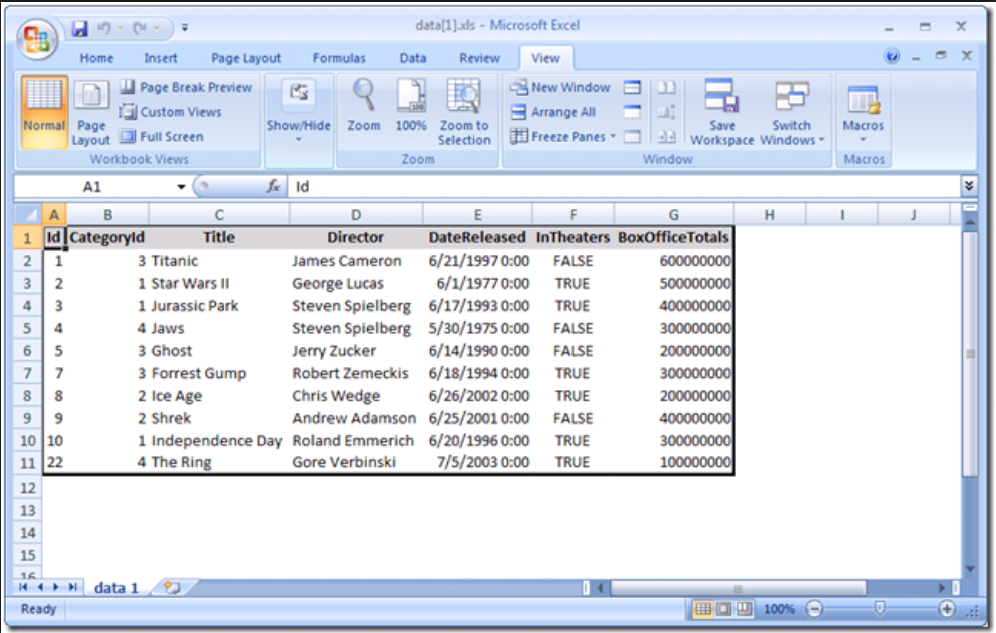 data[1].xls - Microsoft Excel
Home Insert Page Layout Formulas Data Review View
Normal
Page Layout
Page Break Preview
Custom Views
Full Screen
Workbook Views
Show/Hide
Zoom
100%
Zoom to Selection
Zoom
New Window
Arrange All
Freeze Panes
Save Workspace
Switch Windows
Window
Macros
Macros
A1 fx Id
A B C D E F G H I J
1 Id CategoryId Title Director DateReleased InTheaters BoxOfficeTotals
2 1 3 Titanic James Cameron 6/21/1997 0:00 FALSE 600000000
3 2 1 Star Wars II George Lucas 6/1/1977 0:00 TRUE 500000000
4 3 1 Jurassic Park Steven Spielberg 6/17/1993 0:00 TRUE 400000000
5 4 4 Jaws Steven Spielberg 5/30/1975 0:00 FALSE 300000000
6 5 3 Ghost Jerry Zucker 6/14/1990 0:00 FALSE 200000000
7 7 3 Forrest Gump Robert Zemeckis 6/18/1994 0:00 TRUE 300000000
8 8 2 Ice Age Chris Wedge 6/26/2002 0:00 TRUE 200000000
9 9 2 Shrek Andrew Adamson 6/25/2001 0:00 FALSE 400000000
10 10 1 Independence Day Roland Emmerich 6/20/1996 0:00 TRUE 300000000
11 22 4 The Ring Gore Verbinski 7/5/2003 0:00 TRUE 100000000
12
13
14
15
16
data 1
Ready 100%